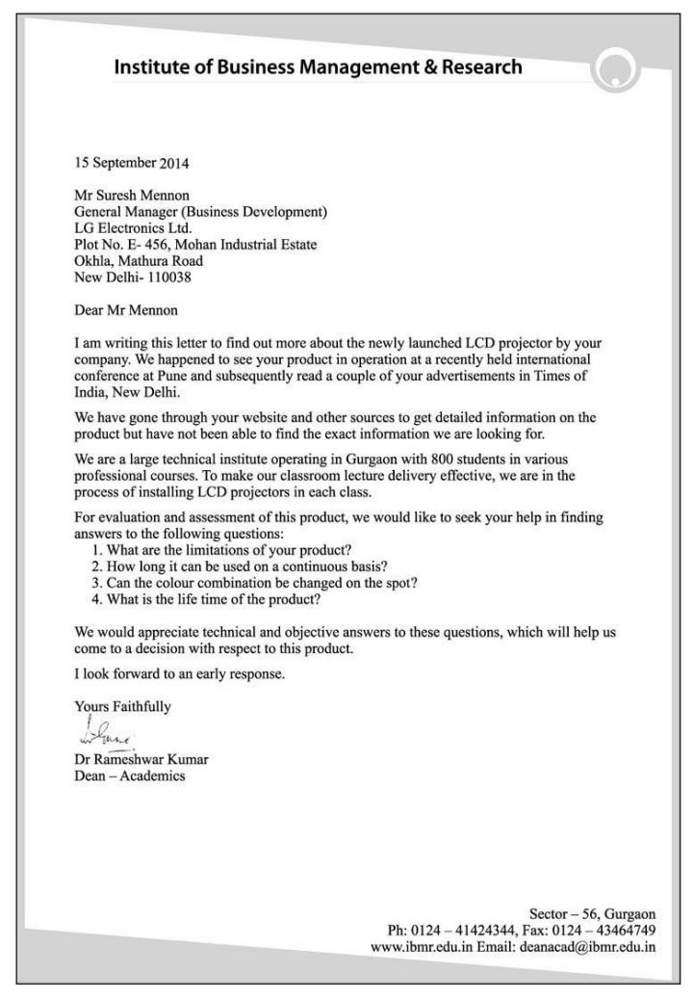 Institute of Business Management & Research
15 September 2014
Mr Suresh Mennon
General Manager (Business Development)
LG Electronics Ltd.
Plot No. E- 456, Mohan Industrial Estate
Okhla, Mathura Road
New Delhi- 110038
Dear Mr Mennon
I am writing this letter to find out more about the newly launched LCD projector by your
company. We happened to see your product in operation at a recently held international
conference at Pune and subsequently read a couple of your advertisements in Times of
India, New Delhi.
We have gone through your website and other sources to get detailed information on the
product but have not been able to find the exact information we are looking for.
We are a large technical institute operating in Gurgaon with 800 students in various
professional courses. To make our classroom lecture delivery effective, we are in the
process of installing LCD projectors in each class.
For evaluation and assessment of this product, we would like to seek your help in finding
answers to the following questions:
1. What are the limitations of your product?
2. How long it can be used on a continuous basis?
3. Can the colour combination be changed on the spot?
4. What is the life time of the product?
We would appreciate technical and objective answers to these questions, which will help us
come to a decision with respect to this product.
I look forward to an early response.
Yours Faithfully
Dr Rameshwar Kumar
Dean – Academics
Sector – 56, Gurgaon
Ph: 0124 – 41424344, Fax: 0124 – 43464749
www.ibmr.edu.in Email: deanacad@ibmr.edu.in